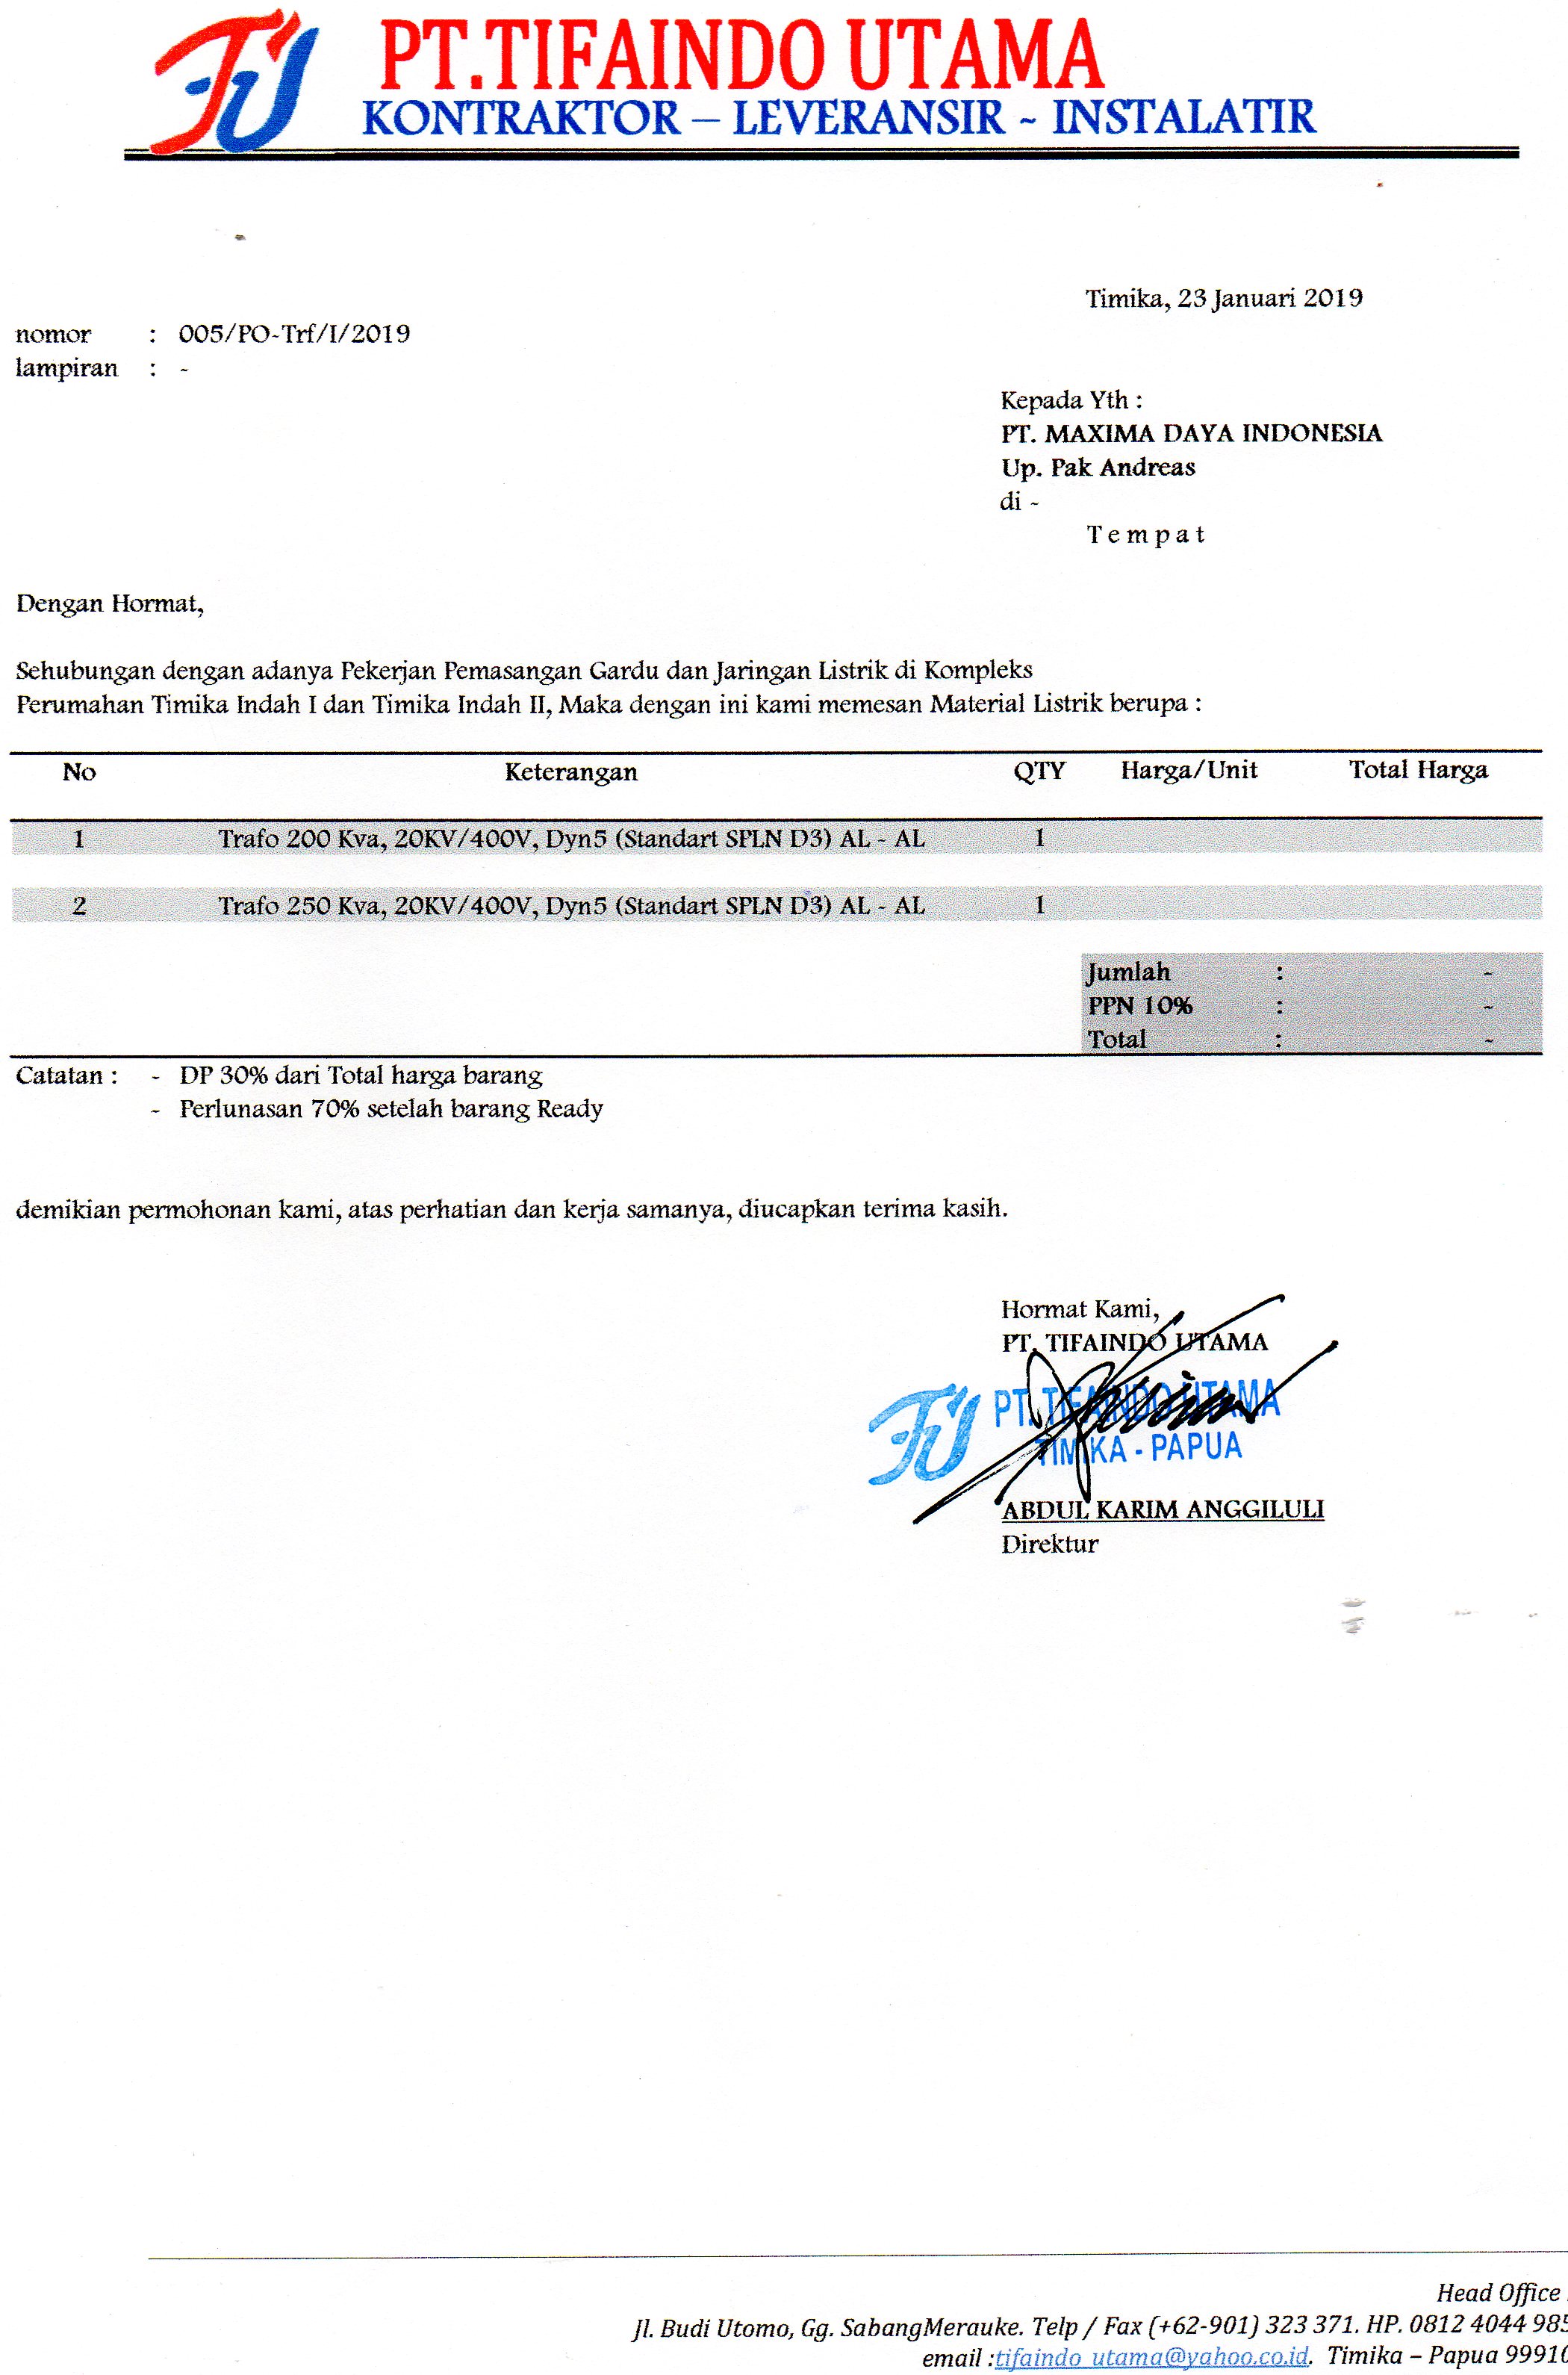 PT.TIFAINDO UTAMA
KONTRAKTOR – LEVERANSIR ~ INSTALATIR
Timika, 23 Januari 2019
nomor : 005/PO-Trf/I/2019
lampiran : -
Kepada Yth :
PT. MAXIMA DAYA INDONESIA
Up. Pak Andreas
di -
T e m p a t
Dengan Hormat,
Sehubungan dengan adanya Pekerjan Pemasangan Gardu dan Jaringan Listrik di Kompleks
Perumahan Timika Indah I dan Timika Indah II, Maka dengan ini kami memesan Material Listrik berupa :
No Keterangan QTY Harga/Unit Total Harga
1 Trafo 200 Kva, 20KV/400V, Dyn5 (Standart SPLN D3) AL - AL 1
2 Trafo 250 Kva, 20KV/400V, Dyn5 (Standart SPLN D3) AL - AL 1
Jumlah : -
PPN 10% : -
Total : -
Catatan : - DP 30% dari Total harga barang
- Perlunasan 70% setelah barang Ready
demikian permohonan kami, atas perhatian dan kerja samanya, diucapkan terima kasih.
Hormat Kami,
PT. TIFAINDO UTAMA
PT. TIFAINDO UTAMA
TIMIKA - PAPUA
ABDUL KARIM ANGGILULI
Direktur
Head Office :
Jl. Budi Utomo, Gg. SabangMerauke. Telp / Fax (+62-901) 323 371. HP. 0812 4044 985
email :tifaindo_utama@yahoo.co.id. Timika – Papua 99910